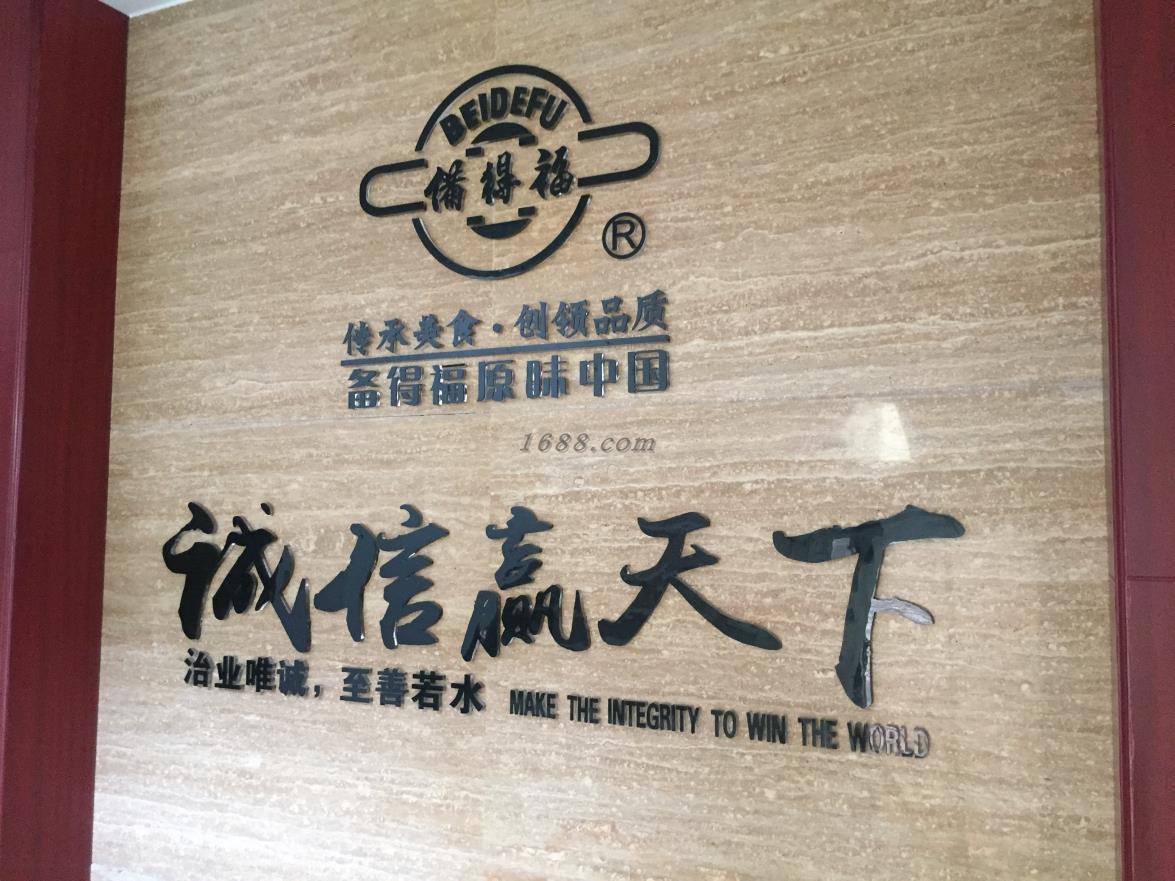 BEIDEFU
備得福
®
传承美食·创领品质
备得福原味中国
1688.com
诚信赢天下
治业唯诚，至善若水 MAKE THE INTEGRITY TO WIN THE WORLD